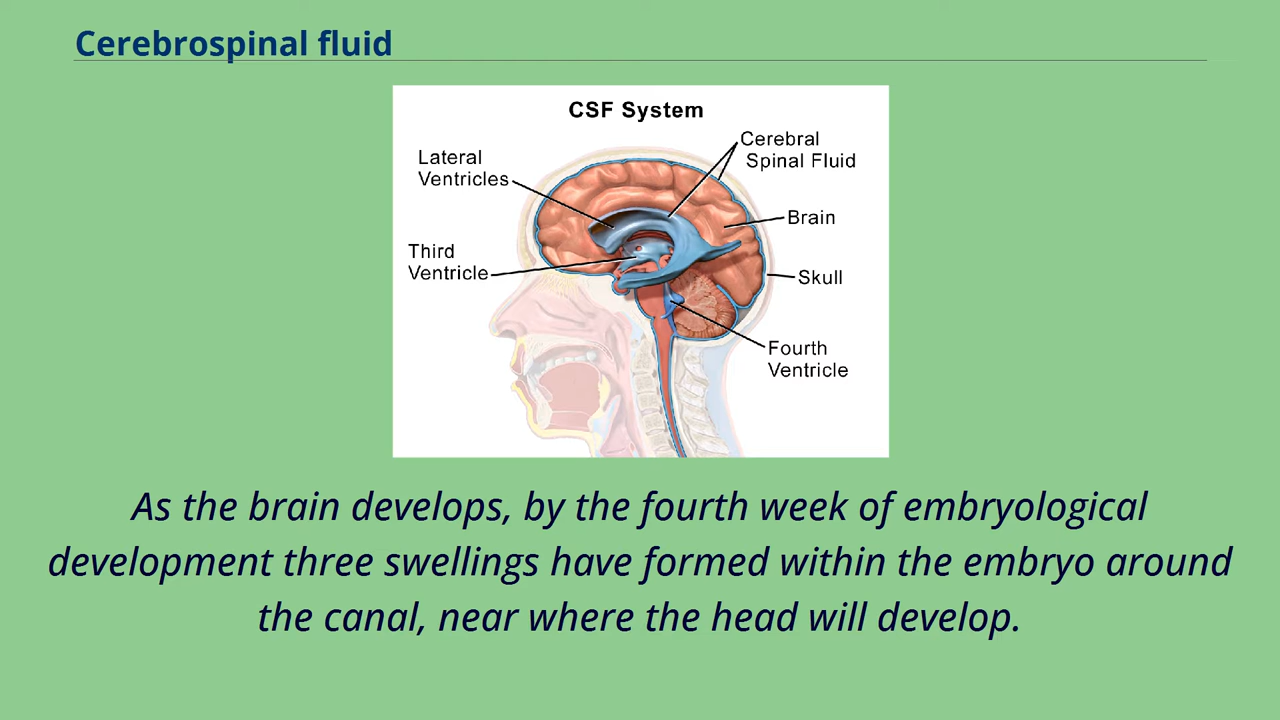 Cerebrospinal fluid
CSF System
Cerebral
Spinal Fluid
Lateral
Ventricles
Brain
Third
Ventricle
Skull
Fourth
Ventricle
As the brain develops, by the fourth week of embryological
development three swellings have formed within the embryo around
the canal, near where the head will develop.